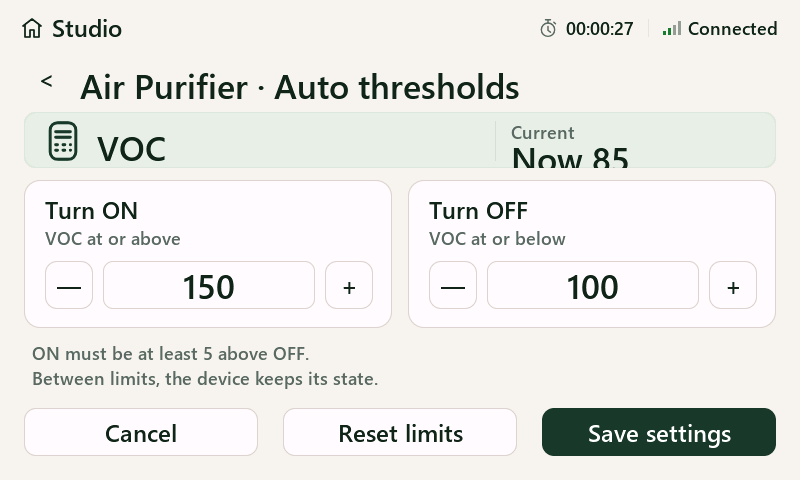 Studio
00:00:27
Connected
< Air Purifier · Auto thresholds
VOC
Current
Now 85
Turn ON
VOC at or above
— 150 +
Turn OFF
VOC at or below
— 100 +
ON must be at least 5 above OFF.
Between limits, the device keeps its state.
Cancel
Reset limits
Save settings